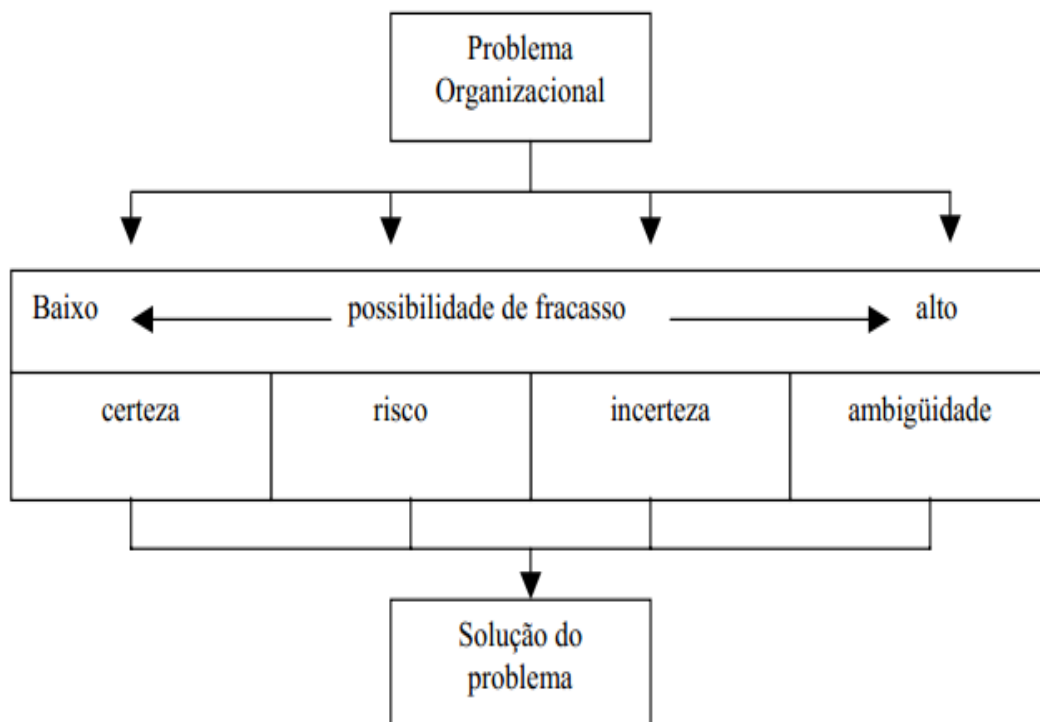 Problema
Organizacional
Baixo possibilidade de fracasso alto
certeza risco incerteza ambigüidade
Solução do
problema